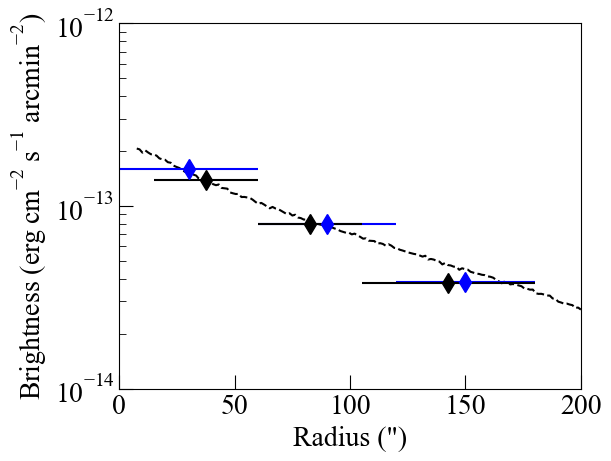 10⁻¹²
10⁻¹³
10⁻¹⁴
Brightness (erg cm⁻² s⁻¹ arcmin⁻²)
0 50 100 150 200
Radius (")